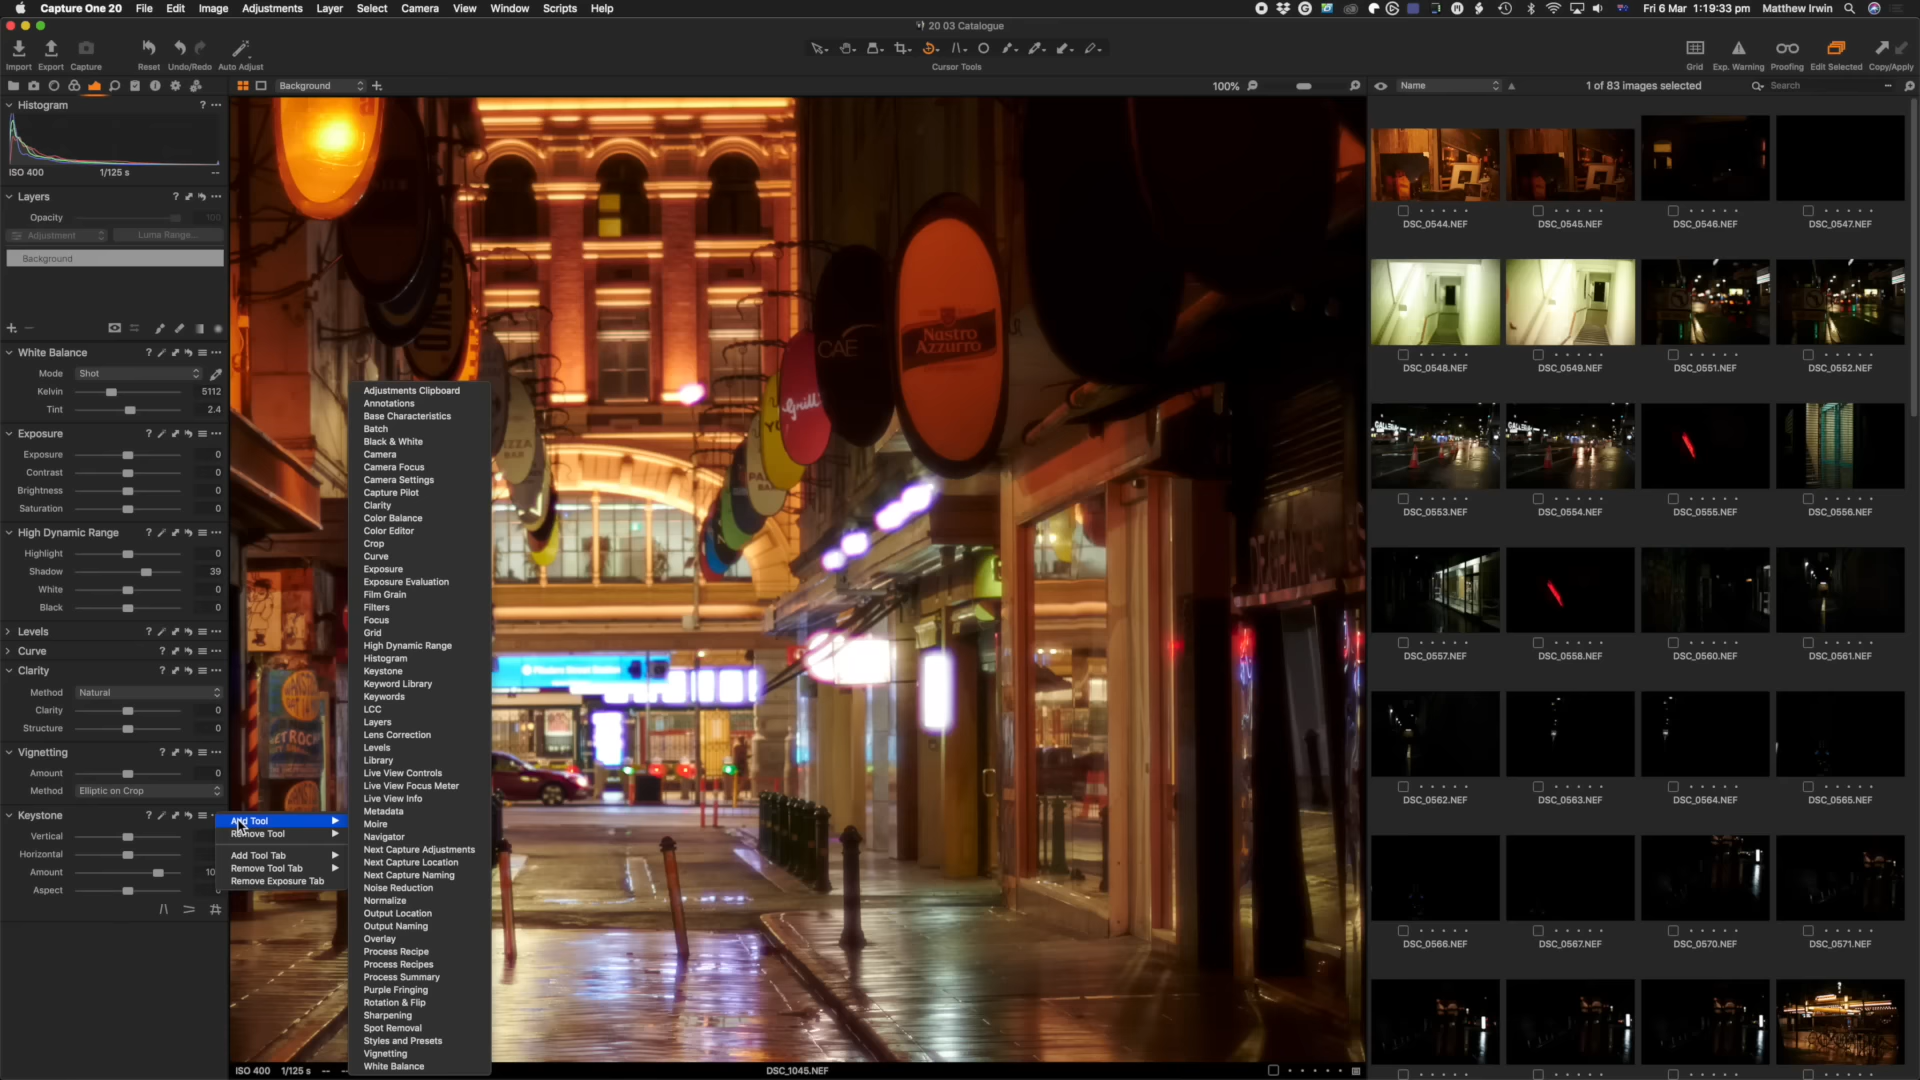 Capture One 20 File Edit Image Adjustments Layer Select Camera View Window Scripts Help
Fri 6 Mar 1:19:33 pm Matthew Irwin
20 03 Catalogue
Import Export Capture Reset Undo/Redo Auto Adjust
Cursor Tools
Grid Exp. Warning Proofing Edit Selected Copy/Apply
Background
100%
Name
1 of 83 images selected
Search
Histogram
ISO 400 1/125 s --
Layers
Opacity 100
Adjustment Luma Range...
Background
White Balance
Mode Shot
Kelvin 5112
Tint 2.4
Exposure
Exposure 0
Contrast 0
Brightness 0
Saturation 0
High Dynamic Range
Highlight 0
Shadow 39
White 0
Black 0
Levels
Curve
Clarity
Method Natural
Clarity 0
Structure 0
Vignetting
Amount 0
Method Elliptic on Crop
Keystone
Vertical
Horizontal
Amount 10
Aspect
Add Tool
Remove Tool
Add Tool Tab
Remove Tool Tab
Remove Exposure Tab
Adjustments Clipboard
Annotations
Base Characteristics
Batch
Black & White
Camera
Camera Focus
Camera Settings
Capture Pilot
Clarity
Color Balance
Color Editor
Crop
Curve
Exposure
Exposure Evaluation
Film Grain
Filters
Focus
Grid
High Dynamic Range
Histogram
Keystone
Keyword Library
Keywords
LCC
Layers
Lens Correction
Levels
Library
Live View Controls
Live View Focus Meter
Live View Info
Metadata
Moire
Navigator
Next Capture Adjustments
Next Capture Location
Next Capture Naming
Noise Reduction
Normalize
Output Location
Output Naming
Overlay
Process Recipe
Process Recipes
Process Summary
Purple Fringing
Rotation & Flip
Sharpening
Spot Removal
Styles and Presets
Vignetting
White Balance
Nastro
Azzurro
CAE
Grill
PIZZA
BAR
ISO 400 1/125 s -- --
DSC_1045.NEF
DSC_0544.NEF DSC_0545.NEF DSC_0546.NEF DSC_0547.NEF
DSC_0548.NEF DSC_0549.NEF DSC_0551.NEF DSC_0552.NEF
DSC_0553.NEF DSC_0554.NEF DSC_0555.NEF DSC_0556.NEF
DSC_0557.NEF DSC_0558.NEF DSC_0560.NEF DSC_0561.NEF
DSC_0562.NEF DSC_0563.NEF DSC_0564.NEF DSC_0565.NEF
DSC_0566.NEF DSC_0567.NEF DSC_0570.NEF DSC_0571.NEF